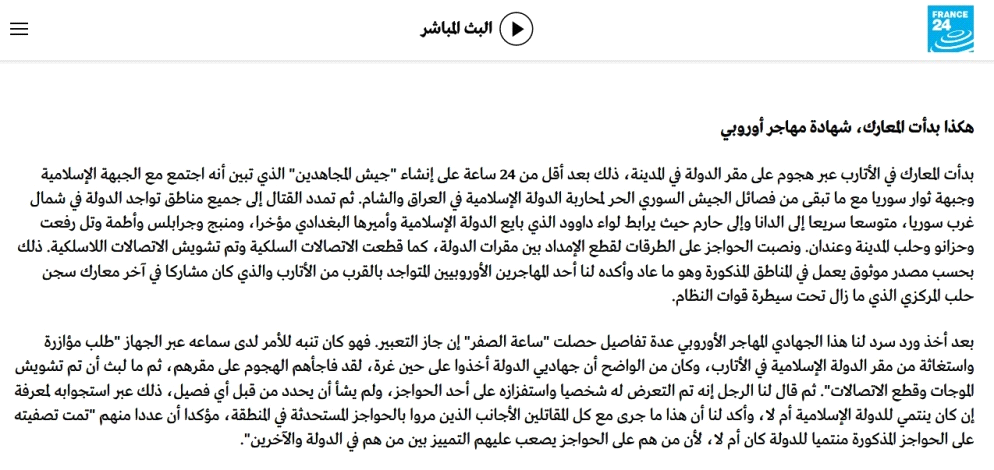 FRANCE
24
البث المباشر
هكذا بدأت المعارك، شهادة مهاجر أوروبي
بدأت المعارك في الأتارب عبر هجوم على مقر الدولة في المدينة، ذلك بعد أقل من 24 ساعة على إنشاء "جيش المجاهدين" الذي تبين أنه اجتمع مع الجبهة الإسلامية
وجبهة ثوار سوريا مع ما تبقى من فصائل الجيش السوري الحر لمحاربة الدولة الإسلامية في العراق والشام. ثم تمدد القتال إلى جميع مناطق تواجد الدولة في شمال
غرب سوريا، متوسعا سريعا إلى الدانا وإلى حارم حيث يرابط لواء داوود الذي بايع الدولة الإسلامية وأميرها البغدادي مؤخرا، ومنبج وجرابلس وأطمة وتل رفعت
وحزانو وحلب المدينة وعندان. ونصبت الحواجز على الطرقات لقطع الإمداد بين مقرات الدولة، كما قطعت الاتصالات السلكية وتم تشويش الاتصالات اللاسلكية. ذلك
بحسب مصدر موثوق يعمل في المناطق المذكورة وهو ما عاد وأكده لنا أحد المهاجرين الأوروبيين المتواجد بالقرب من الأتارب والذي كان مشاركا في آخر معارك سجن
حلب المركزي الذي ما زال تحت سيطرة قوات النظام.
بعد أخذ ورد سرد لنا هذا الجهادي المهاجر الأوروبي عدة تفاصيل حصلت "ساعة الصفر" إن جاز التعبير. فهو كان تنبه للأمر لدى سماعه عبر الجهاز "طلب مؤازرة
واستغاثة من مقر الدولة الإسلامية في الأتارب، وكان من الواضح أن جهاديي الدولة أخذوا على حين غرة، لقد فاجأهم الهجوم على مقرهم، ثم ما لبث أن تم تشويش
الموجات وقطع الاتصالات". ثم قال لنا الرجل إنه تم التعرض له شخصيا واستفزازه على أحد الحواجز، ولم يشأ أن يحدد من قبل أي فصيل، ذلك عبر استجوابه لمعرفة
إن كان ينتمي للدولة الإسلامية أم لا، وأكد لنا أن هذا ما جرى مع كل المقاتلين الأجانب الذين مروا بالحواجز المستحدثة في المنطقة، مؤكدا أن عددا منهم "تمت تصفيته
على الحواجز المذكورة منتميا للدولة كان أم لا، لأن من هم على الحواجز يصعب عليهم التمييز بين من هم في الدولة والآخرين".